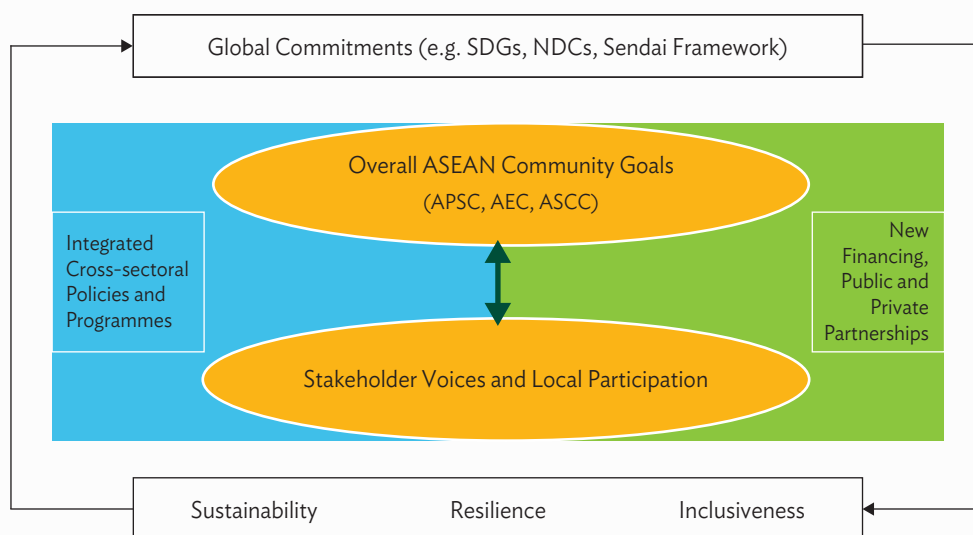 Global Commitments (e.g. SDGs, NDCs, Sendai Framework)
Overall ASEAN Community Goals
(APSC, AEC, ASCC)
Integrated
Cross-sectoral
Policies and
Programmes
New
Financing,
Public and
Private
Partnerships
Stakeholder Voices and Local Participation
Sustainability Resilience Inclusiveness